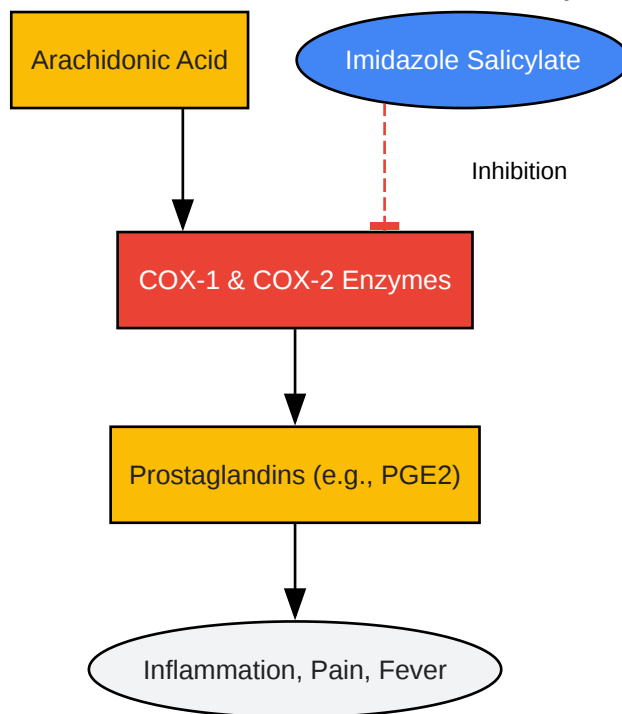 Arachidonic Acid
Imidazole Salicylate
Inhibition
COX-1 & COX-2 Enzymes
Prostaglandins (e.g., PGE2)
Inflammation, Pain, Fever